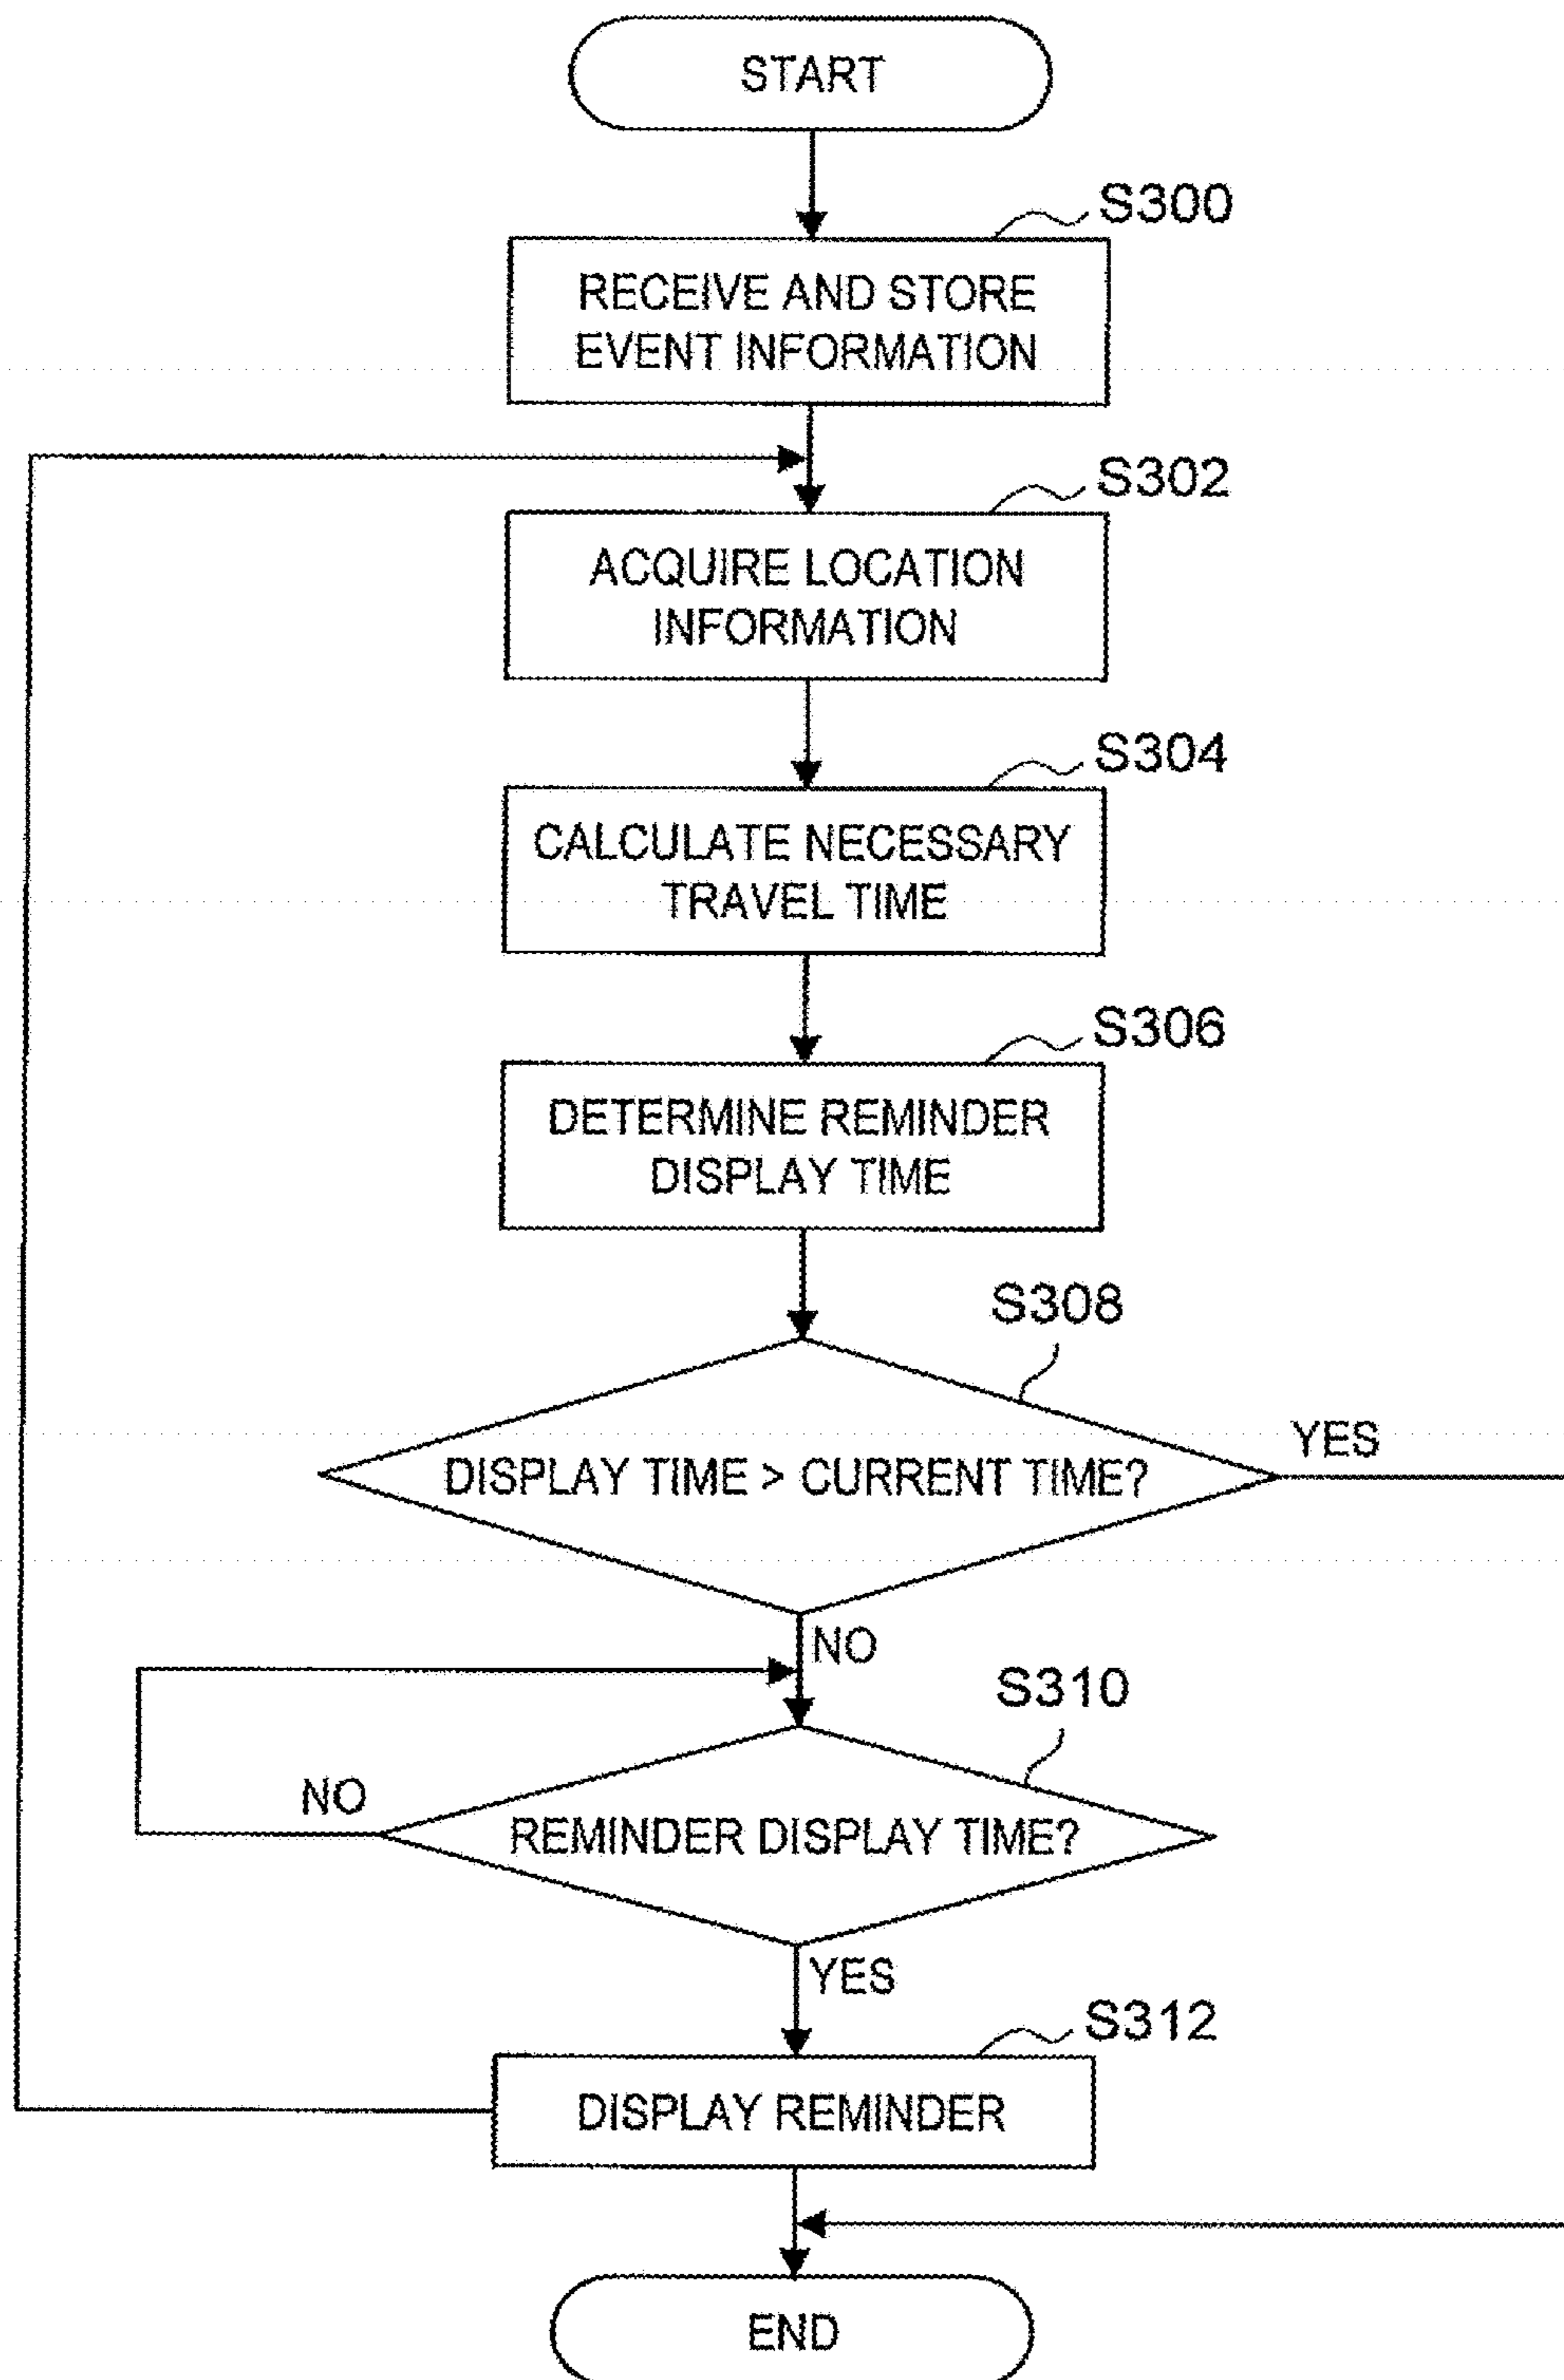 START
S300
RECEIVE AND STORE
EVENT INFORMATION
S302
ACQUIRE LOCATION
INFORMATION
S304
CALCULATE NECESSARY
TRAVEL TIME
S306
DETERMINE REMINDER
DISPLAY TIME
S308
DISPLAY TIME > CURRENT TIME?
YES
NO
S310
REMINDER DISPLAY TIME?
NO
YES
S312
DISPLAY REMINDER
END